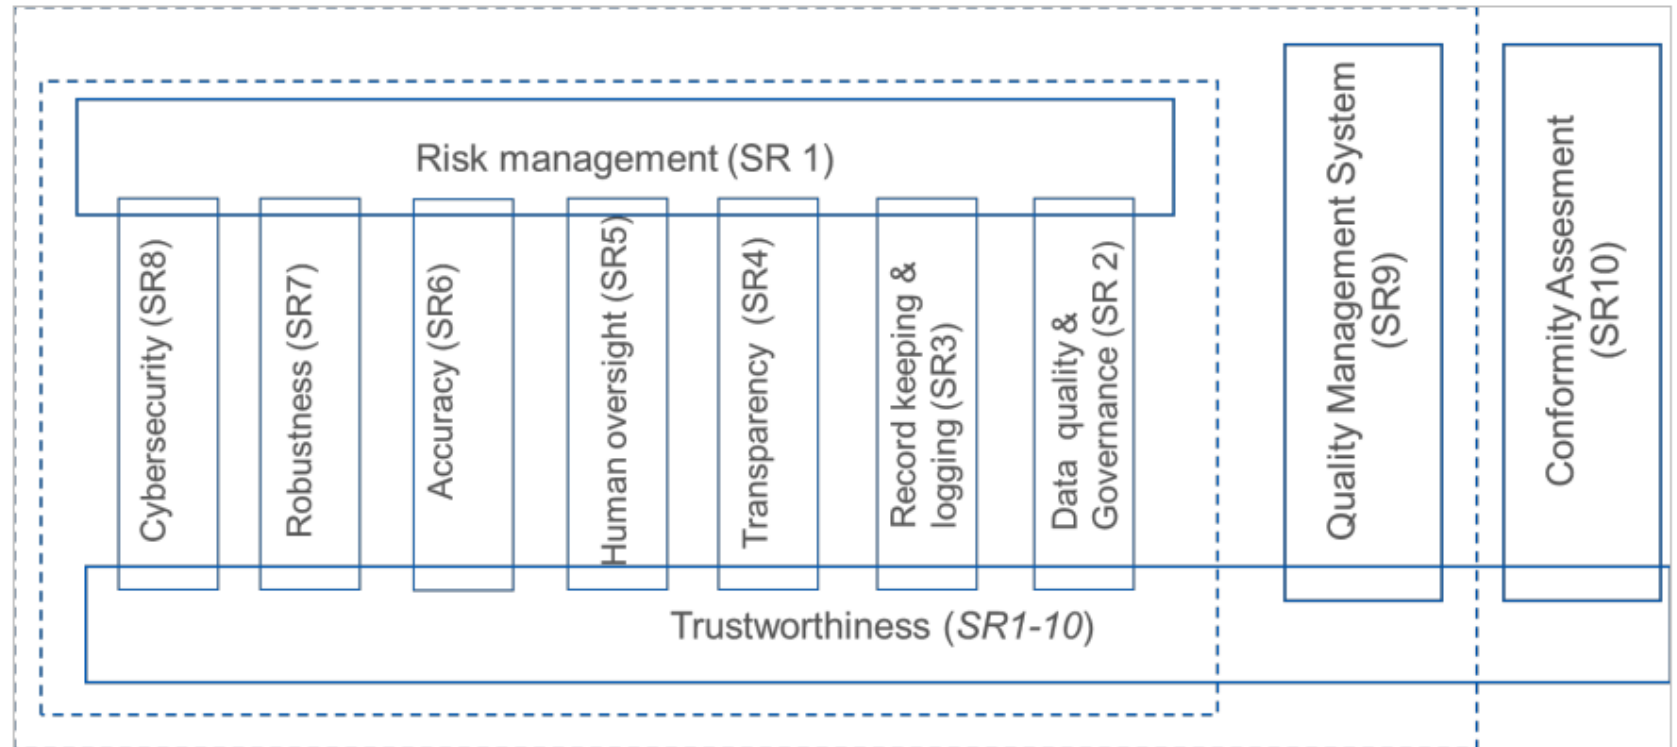 Risk management (SR 1)
Cybersecurity (SR8)
Robustness (SR7)
Accuracy (SR6)
Human oversight (SR5)
Transparency (SR4)
Record keeping &
logging (SR3)
Data quality &
Governance (SR 2)
Quality Management System
(SR9)
Conformity Assesment
(SR10)
Trustworthiness (SR1-10)